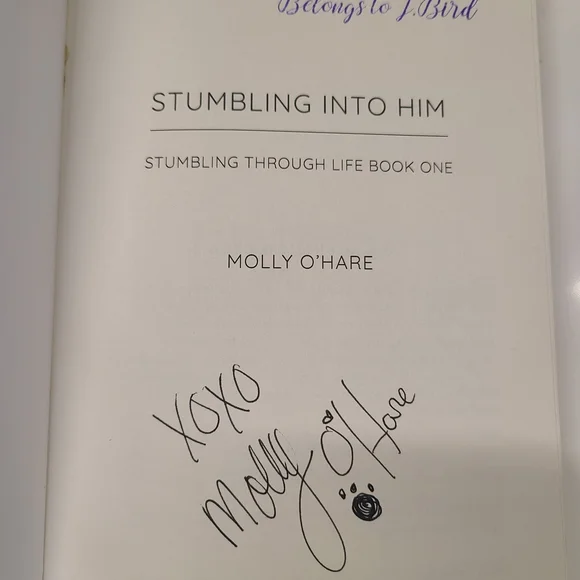 Belongs to J.Bird
STUMBLING INTO HIM
STUMBLING THROUGH LIFE BOOK ONE
MOLLY O'HARE
XOXO
Molly O'Hare